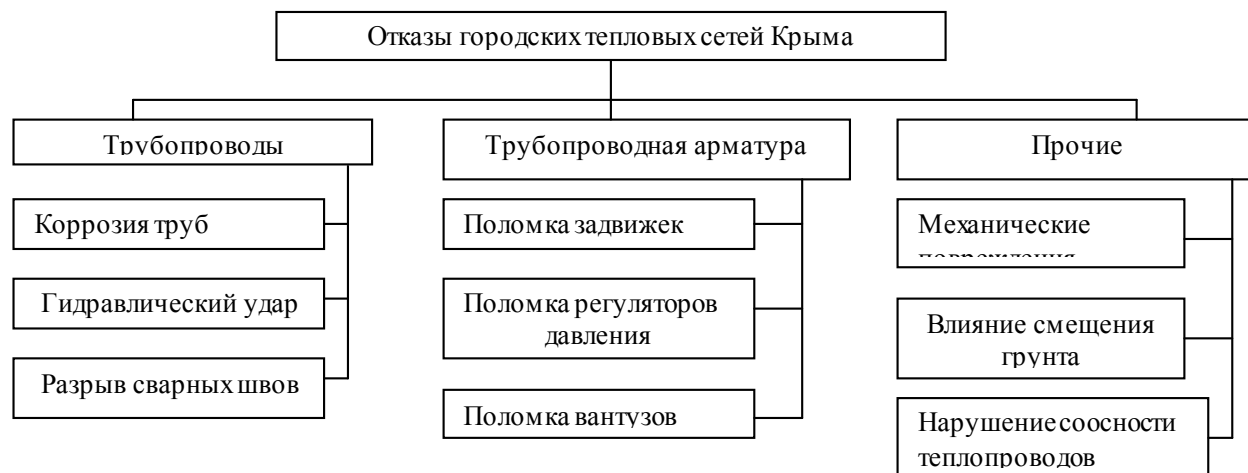 Отказы городских тепловых сетей Крыма
Трубопроводы
Коррозия труб
Гидравлический удар
Разрыв сварных швов
Трубопроводная арматура
Поломка задвижек
Поломка регуляторов
давления
Поломка вантузов
Прочие
Механические
повреждения
Влияние смещения
грунта
Нарушение соосности
теплопроводов